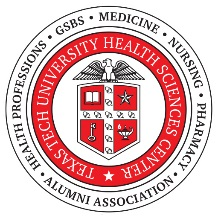 HEALTH PROFESSIONS • GSBS • MEDICINE • NURSING • PHARMACY •
ALUMNI ASSOCIATION
TEXAS TECH UNIVERSITY HEALTH SCIENCES CENTER